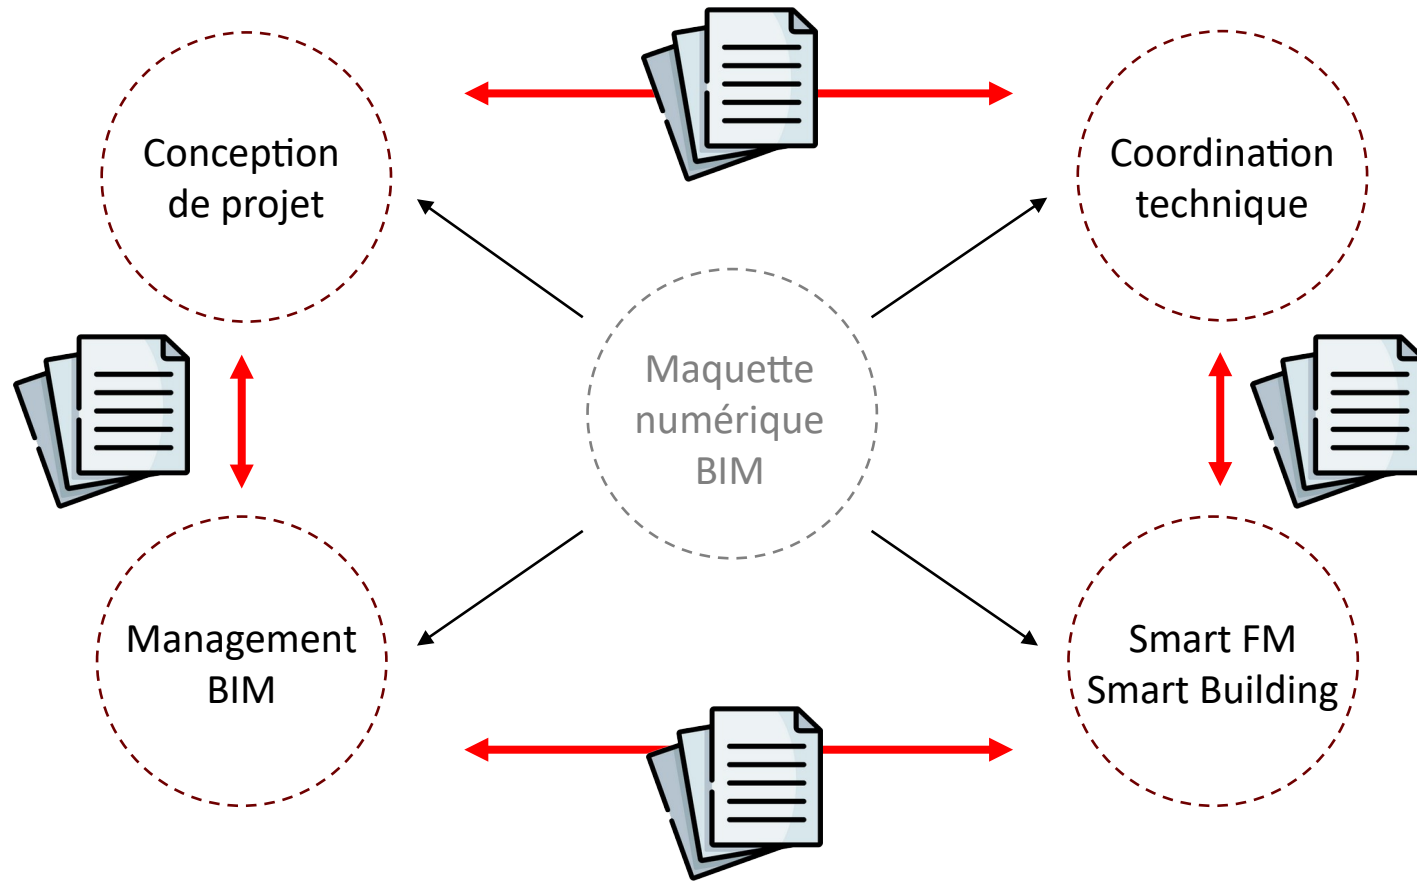 Conception
de projet
Coordination
technique
Maquette
numérique
BIM
Management
BIM
Smart FM
Smart Building